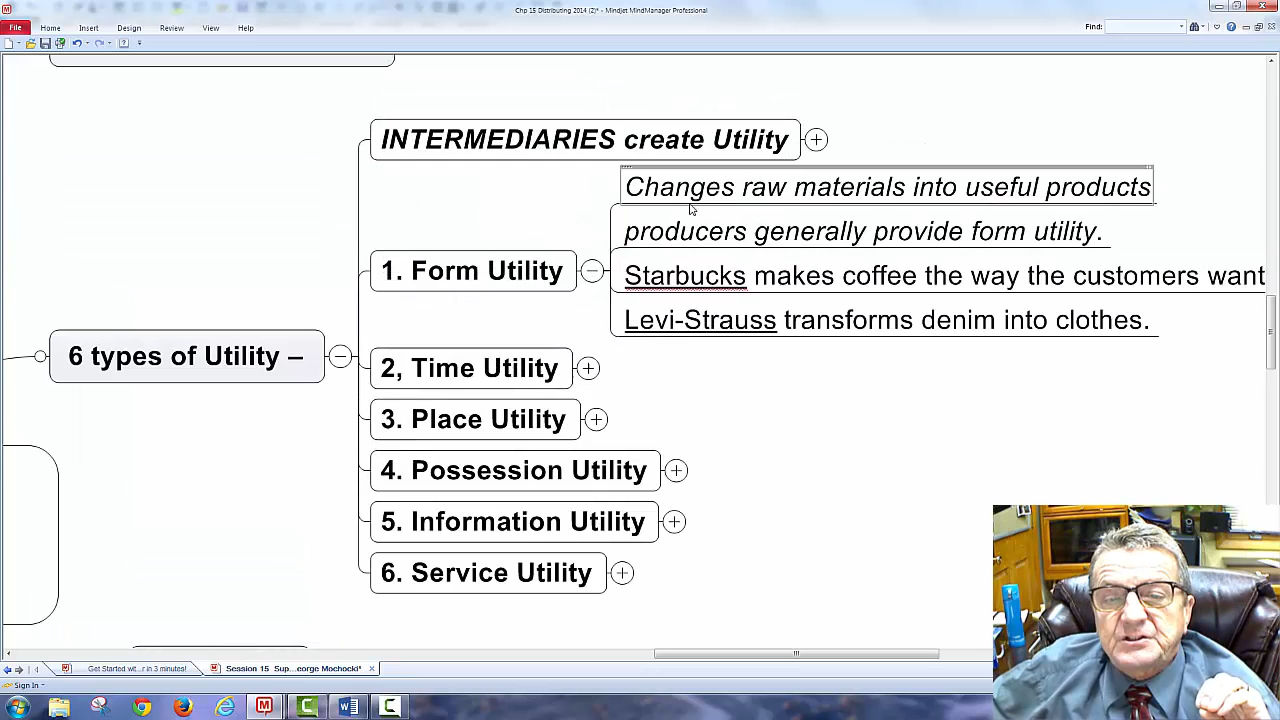 Chp 15 Distributing 2014 (2)* - Mindjet MindManager Professional
File Home Insert Design Review View Help Find:
INTERMEDIARIES create Utility
Changes raw materials into useful products
producers generally provide form utility.
1. Form Utility
Starbucks makes coffee the way the customers want
Levi-Strauss transforms denim into clothes.
6 types of Utility –
2, Time Utility
3. Place Utility
4. Possession Utility
5. Information Utility
6. Service Utility
Get Started wit...r in 3 minutes! Session 15 Sup...eorge Mochocki*
Sign In